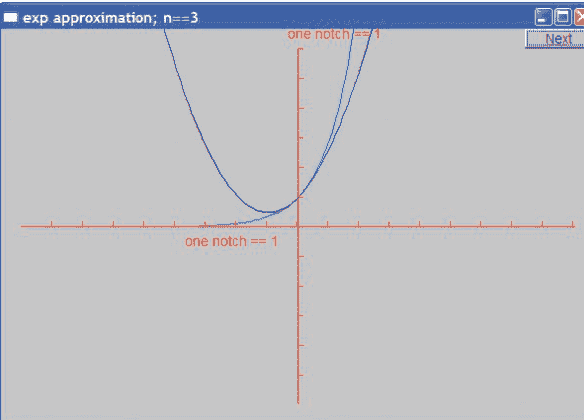 exp approximation; n==3
one notch == 1
Next
one notch == 1